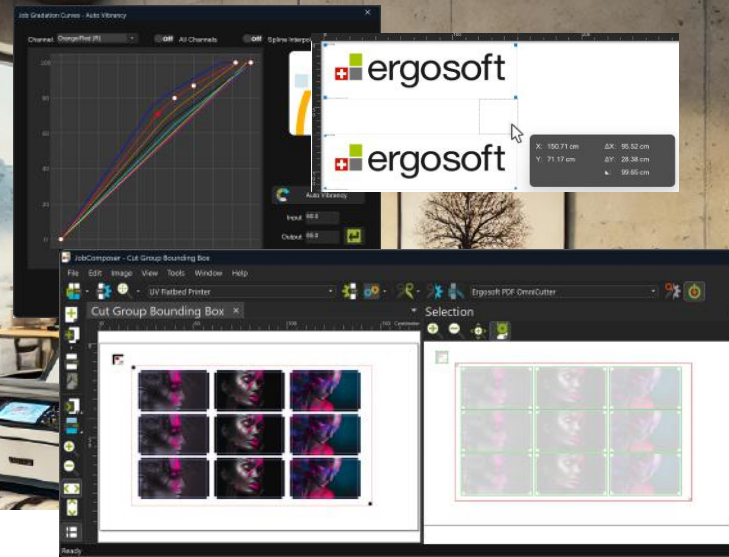 Job Gradation Curves - Auto Vibrancy
Channel: Orange/Red (R) Off All Channels Off Spline Interpo
100
80
60
40
20
0
Auto Vibrancy
Input 80.0
ergosoft
ergosoft
X: 150.71 cm ΔX: 95.52 cm
Y: 71.17 cm ΔY: 28.38 cm
99.65 cm
JobComposer - Cut Group Bounding Box
File Edit Image View Tools Window Help
UV Flatbed Printer Ergosoft PDF OmniCutter
Cut Group Bounding Box × Selection
Ready